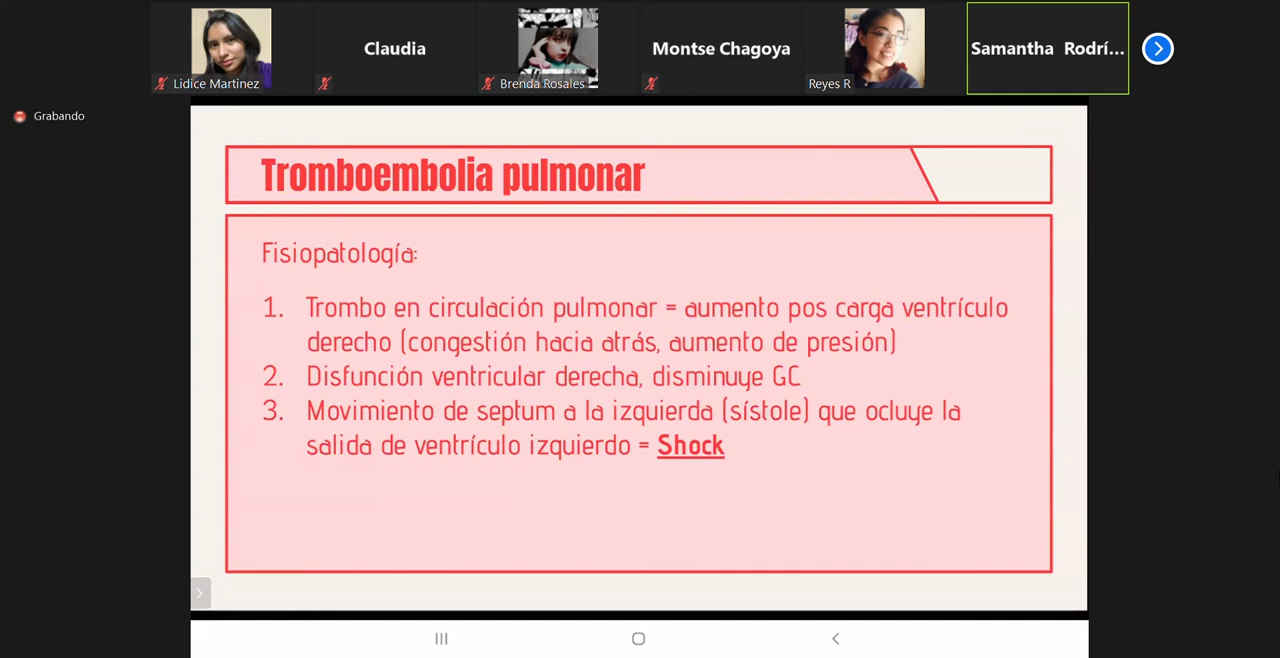 Claudia
Montse Chagoya
Samantha Rodrí...
Lidice Martinez
Brenda Rosales
Reyes R
Grabando
Tromboembolia pulmonar
Fisiopatología:
1. Trombo en circulación pulmonar = aumento pos carga ventrículo
derecho (congestión hacia atrás, aumento de presión)
2. Disfunción ventricular derecha, disminuye GC
3. Movimiento de septum a la izquierda (sístole) que ocluye la
salida de ventrículo izquierdo = Shock